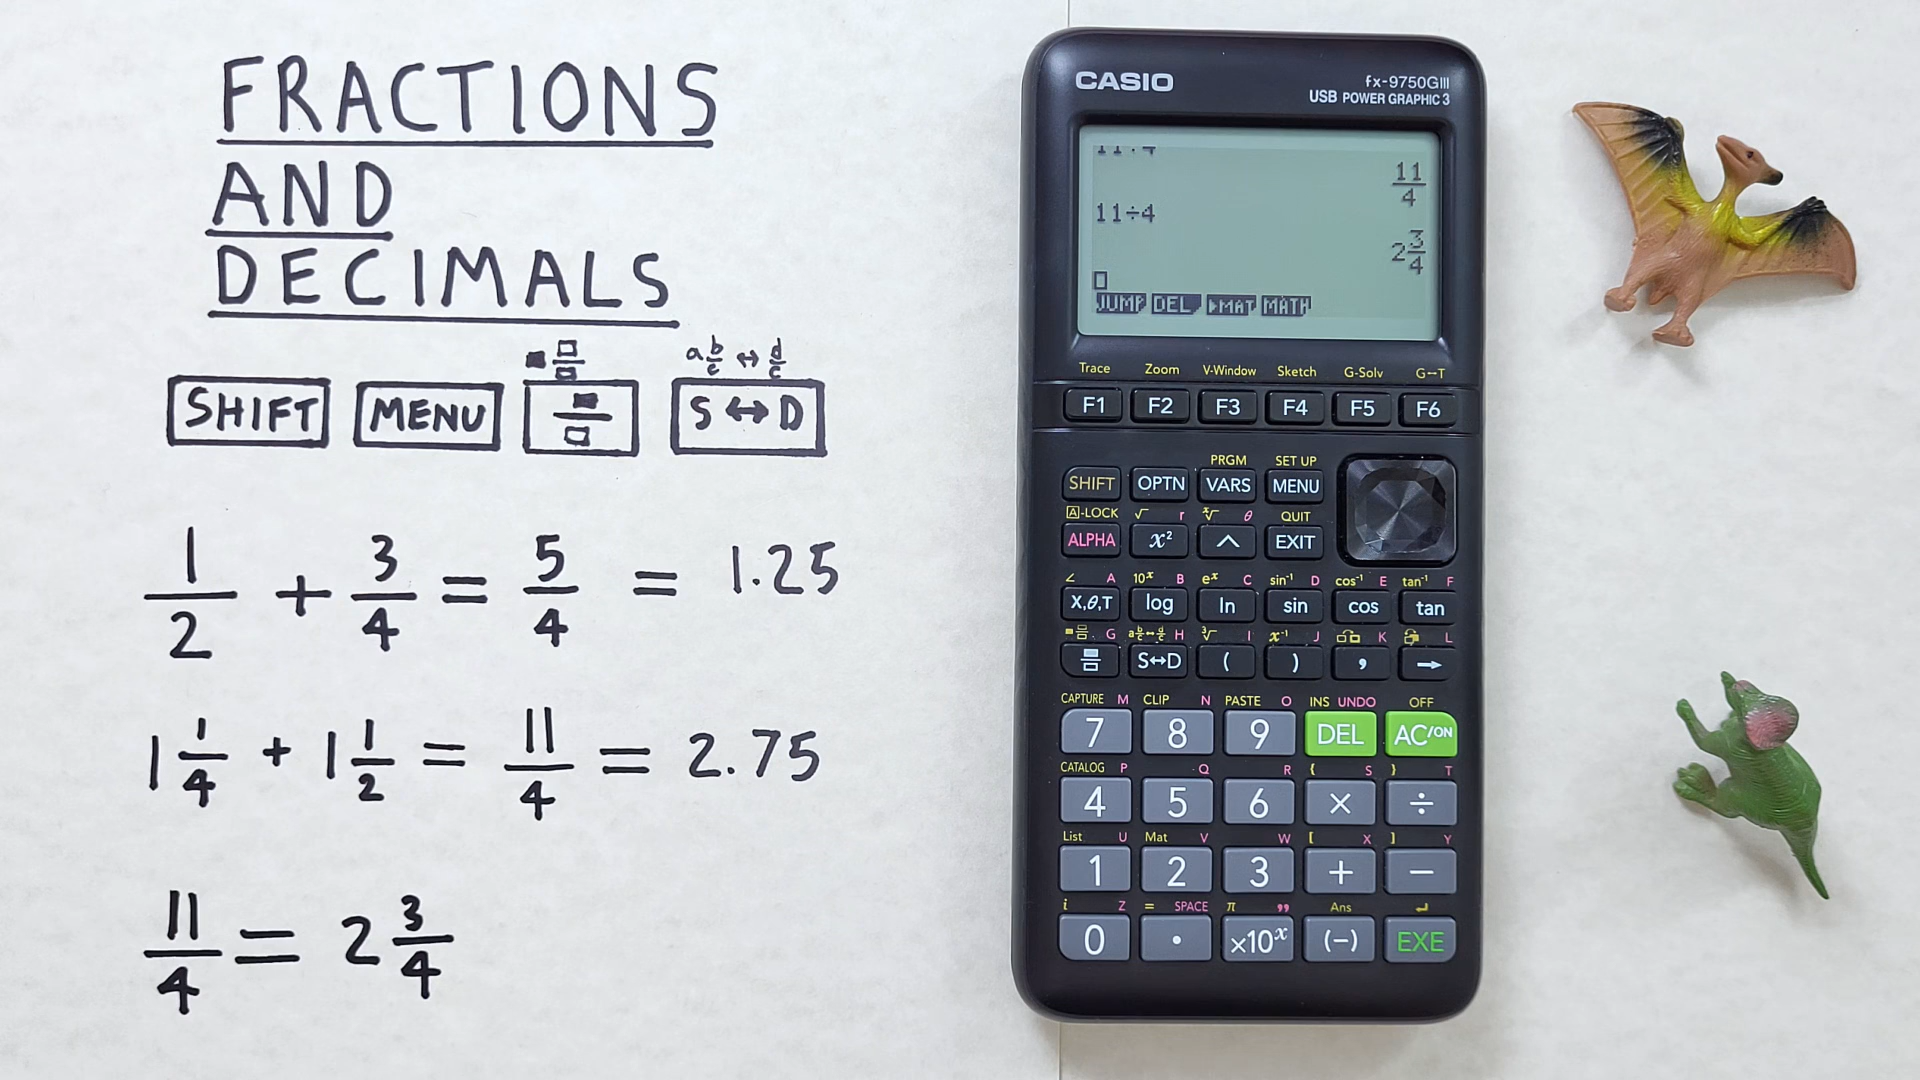 FRACTIONS
AND
DECIMALS
■□/□ a b/c ↔ d/c
SHIFT MENU ■/□ S↔D
1/2 + 3/4 = 5/4 = 1.25
1 1/4 + 1 1/2 = 11/4 = 2.75
11/4 = 2 3/4
CASIO fx-9750GIII
USB POWER GRAPHIC 3
11÷4
11/4
11÷4
2 3/4
JUMP DEL ▶MAT MATH
Trace Zoom V-Window Sketch G-Solv G↔T
F1 F2 F3 F4 F5 F6
PRGM SET UP
SHIFT OPTN VARS MENU
A-LOCK √ r ˣ√ θ QUIT
ALPHA x² ^ EXIT
∠ A 10ˣ B eˣ C sin⁻¹ D cos⁻¹ E tan⁻¹ F
X,θ,T log ln sin cos tan
■□/□ G a b/c↔d/c H ³√ I x⁻¹ J K L
■/□ S↔D ( ) , →
CAPTURE M CLIP N PASTE O INS UNDO OFF
7 8 9 DEL AC/ON
CATALOG P Q R { S } T
4 5 6 × ÷
List U Mat V W [ X ] Y
1 2 3 + −
i Z = SPACE π " Ans ↵
0 . ×10ˣ (−) EXE